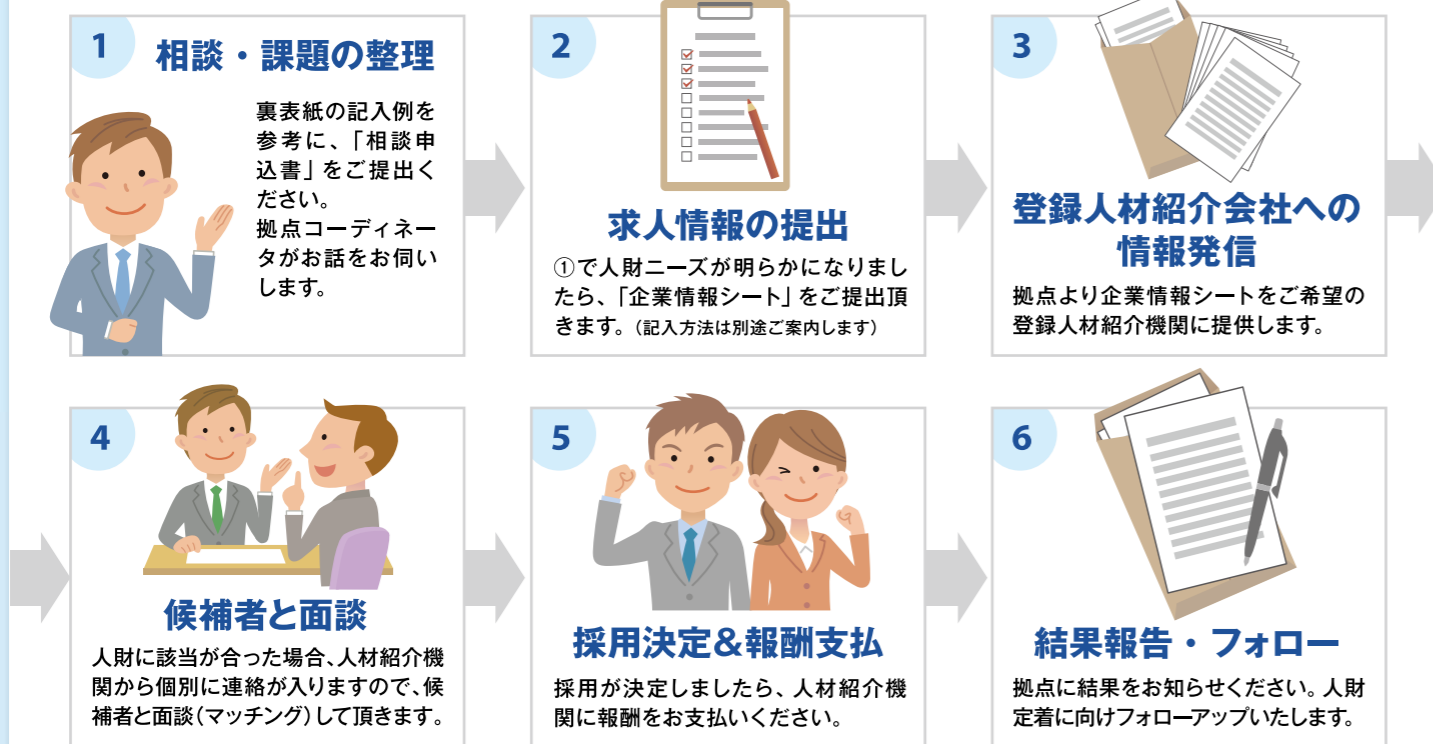 1
相談・課題の整理
裏表紙の記入例を
参考に、「相談申
込書」をご提出く
ださい。
拠点コーディネー
タがお話をお伺い
します。
2
求人情報の提出
①で人財ニーズが明らかになりまし
たら、「企業情報シート」をご提出頂
きます。（記入方法は別途ご案内します）
3
登録人材紹介会社への
情報発信
拠点より企業情報シートをご希望の
登録人材紹介機関に提供します。
4
候補者と面談
人財に該当が合った場合、人材紹介機
関から個別に連絡が入りますので、候
補者と面談（マッチング）して頂きます。
5
採用決定&報酬支払
採用が決定しましたら、人材紹介機
関に報酬をお支払いください。
6
結果報告・フォロー
拠点に結果をお知らせください。人財
定着に向けフォローアップいたします。